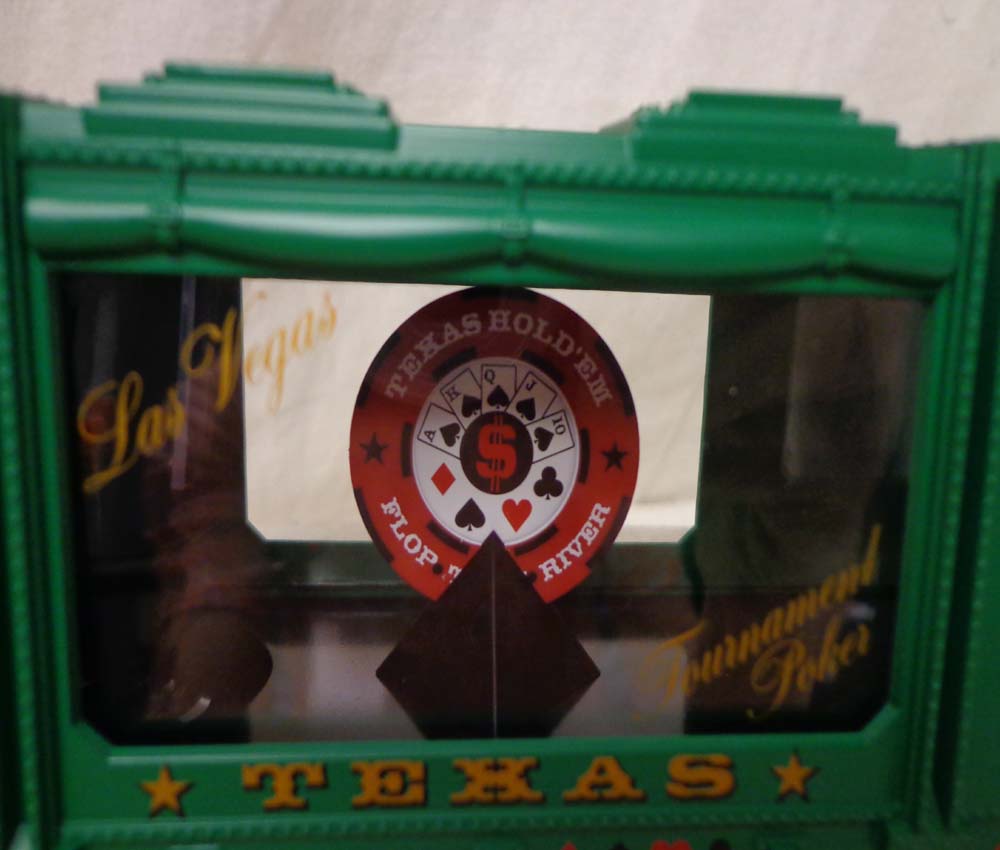 Las Vegas
TEXAS HOLD'EM
A K Q J 10
$
FLOP • RIVER
Tournament
Poker
★ TEXAS ★